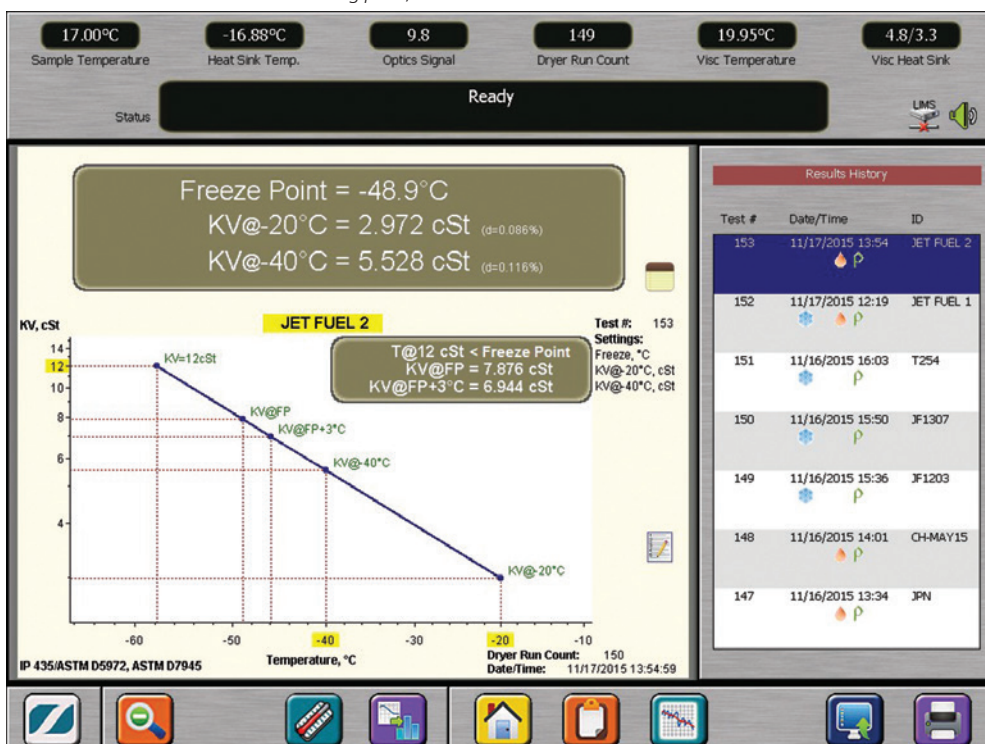 17.00°C -16.88°C 9.8 149 19.95°C 4.8/3.3
Sample Temperature Heat Sink Temp. Optics Signal Dryer Run Count Visc Temperature Visc Heat Sink
Ready
Status
LIMS
Freeze Point = -48.9°C
KV@-20°C = 2.972 cSt (d=0.086%)
KV@-40°C = 5.528 cSt (d=0.116%)
KV, cSt
JET FUEL 2
Test #: 153
Settings:
Freeze, °C
KV@-20°C, cSt
KV@-40°C, cSt
T@12 cSt < Freeze Point
KV@FP = 7.876 cSt
KV@FP+3°C = 6.944 cSt
14
12
10
8
6
4
KV=12cSt
KV@FP
KV@FP+3°C
KV@-40°C
KV@-20°C
-60 -50 -40 -30 -20 -10
Temperature, °C
IP 435/ASTM D5972, ASTM D7945
Dryer Run Count: 150
Date/Time: 11/17/2015 13:54:59
Results History
Test # Date/Time ID
153 11/17/2015 13:54 JET FUEL 2
152 11/17/2015 12:19 JET FUEL 1
151 11/16/2015 16:03 T254
150 11/16/2015 15:50 JF1307
149 11/16/2015 15:36 JF1203
148 11/16/2015 14:01 CH-MAY15
147 11/16/2015 13:34 JPN